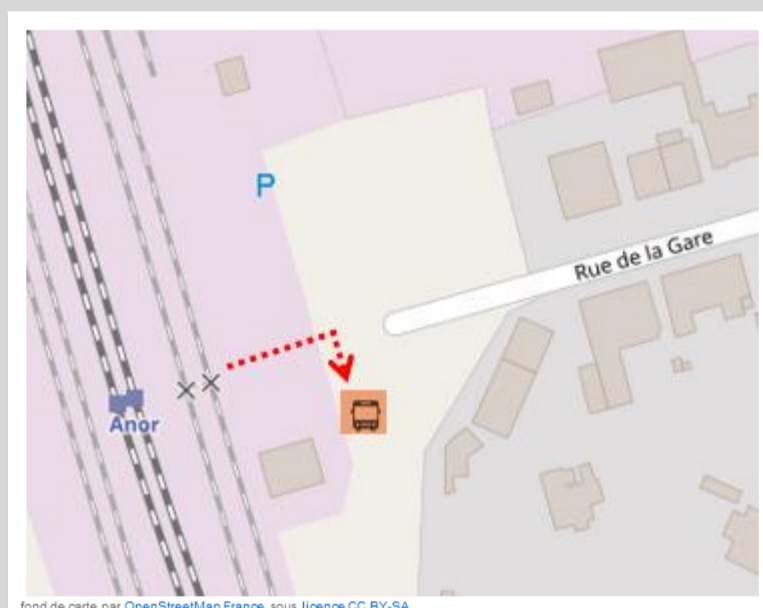 P
Rue de la Gare
Anor
fond de carte par OpenStreetMap France, sous licence CC BY-SA